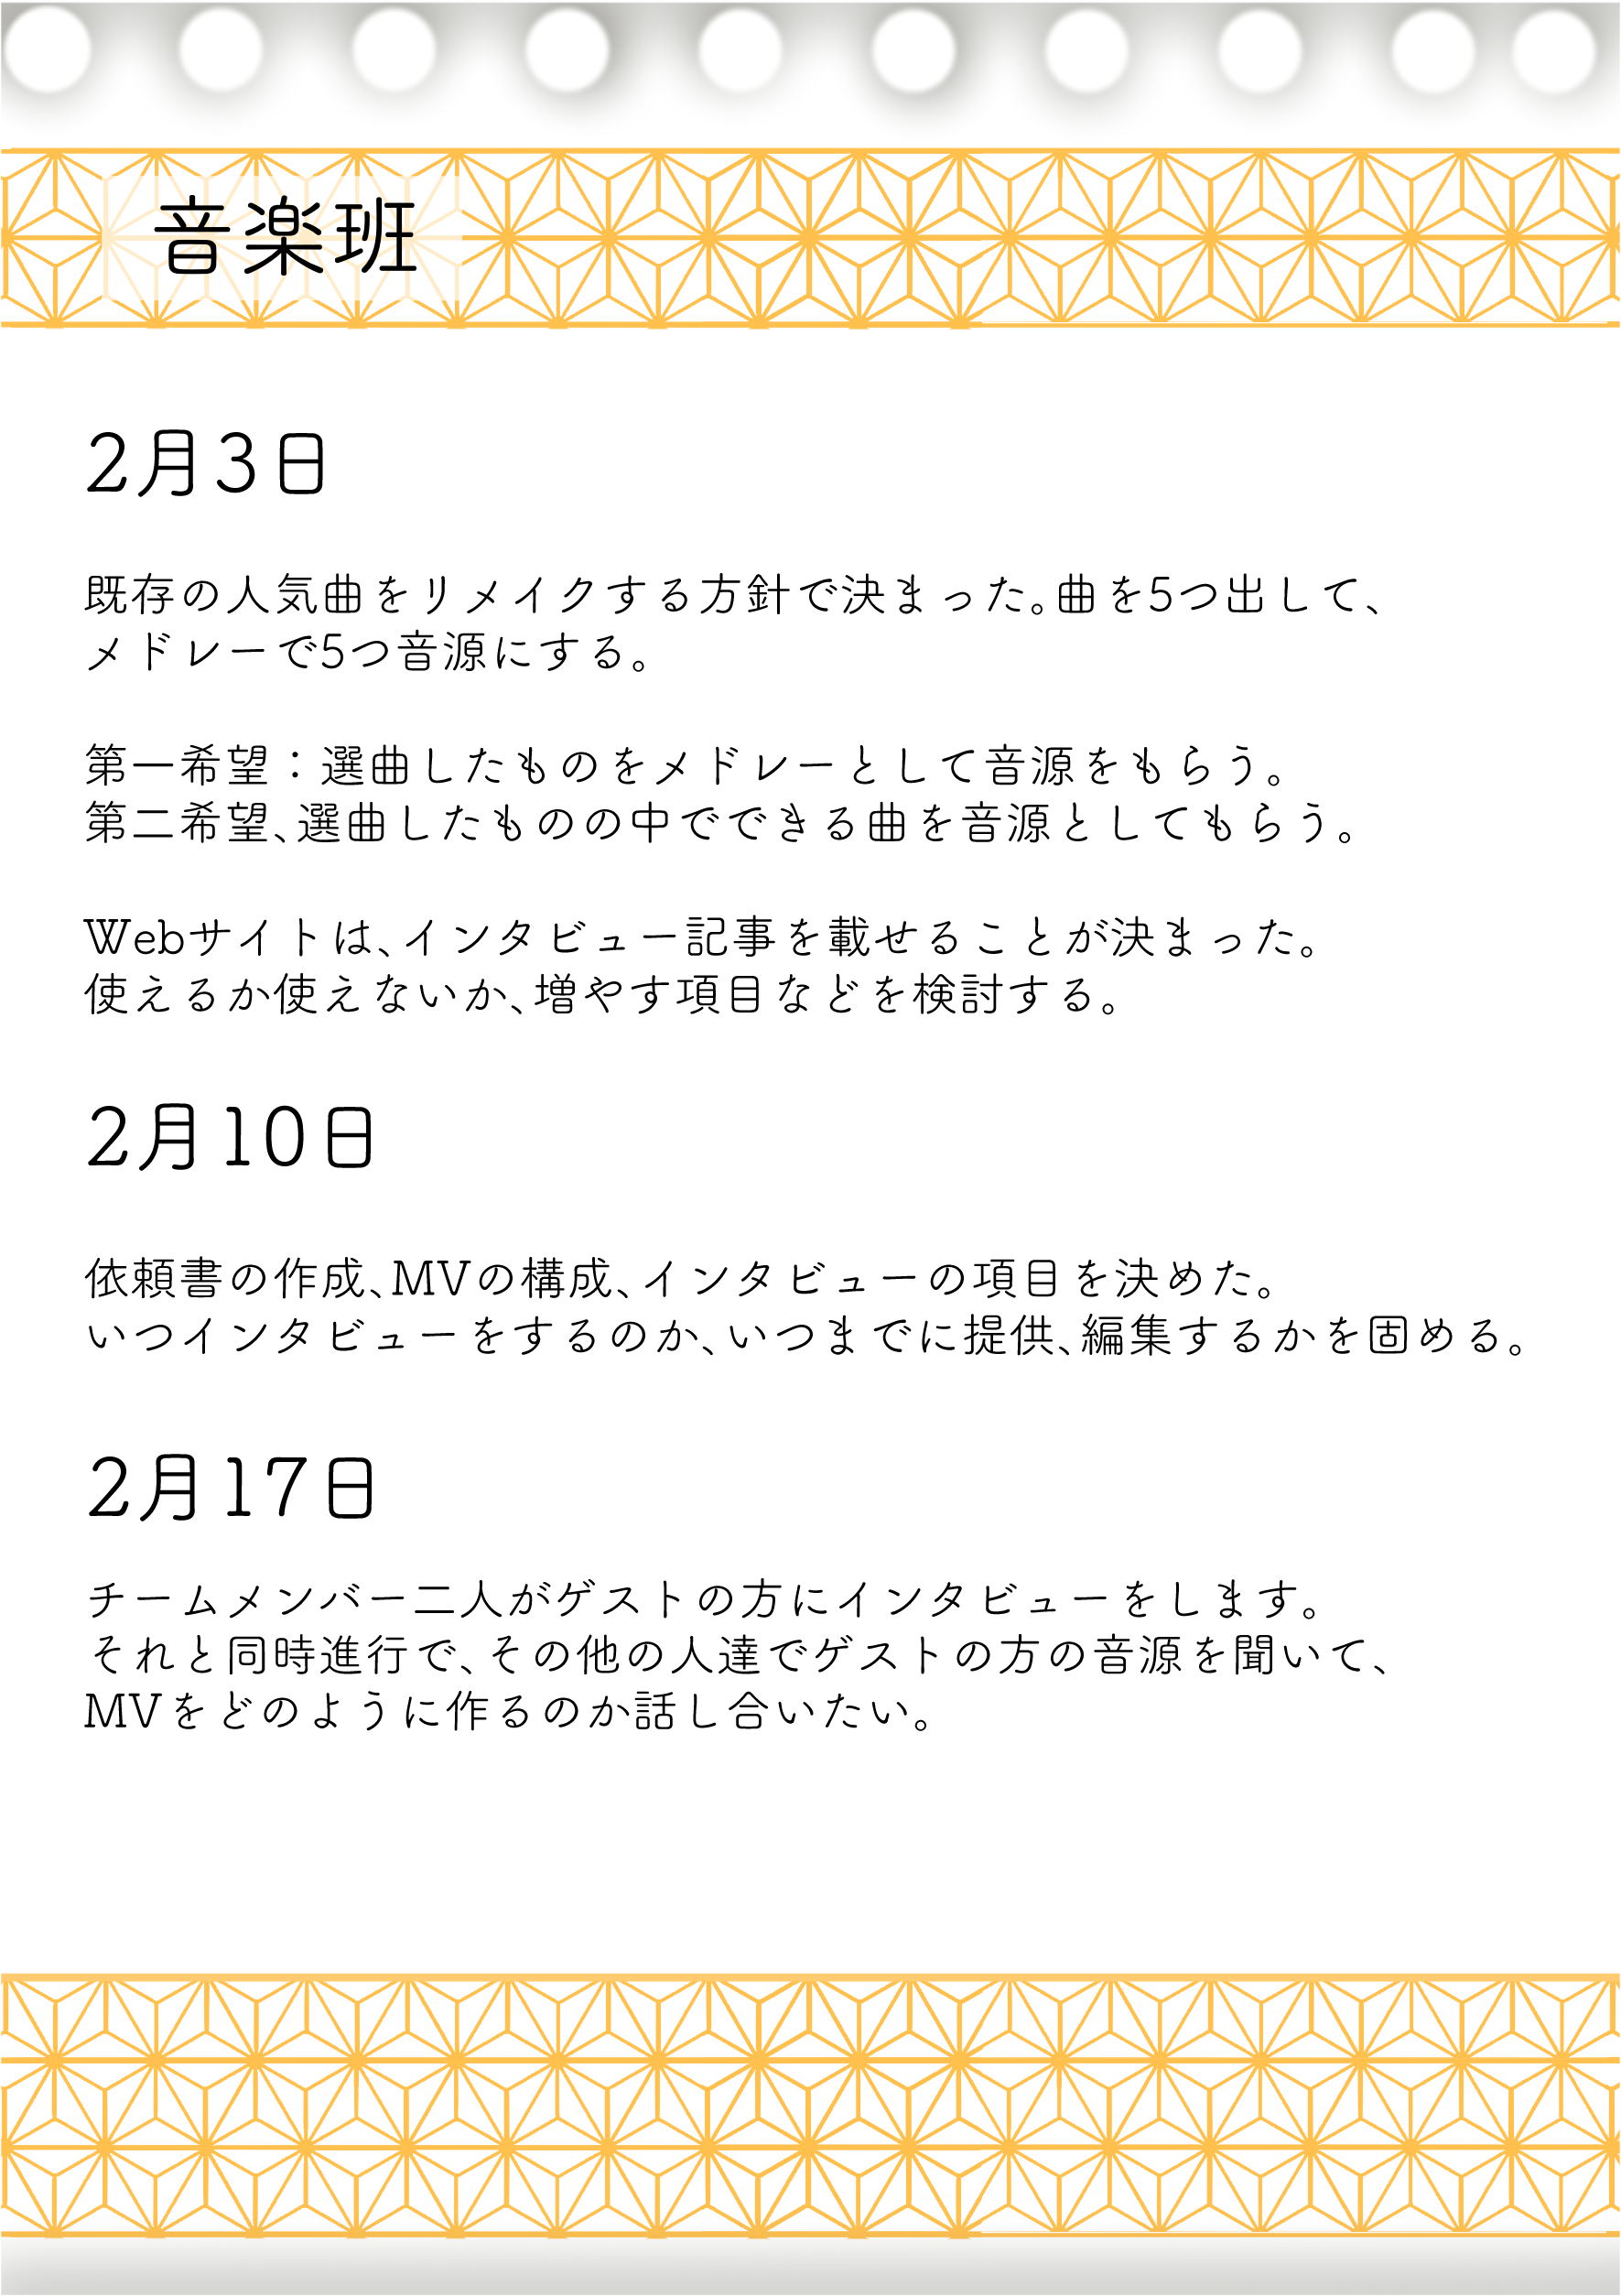 音楽班
2月3日
既存の人気曲をリメイクする方針で決まった。曲を5つ出して、
メドレーで5つ音源にする。
第一希望：選曲したものをメドレーとして音源をもらう。
第二希望、選曲したものの中でできる曲を音源としてもらう。
Webサイトは、インタビュー記事を載せることが決まった。
使えるか使えないか、増やす項目などを検討する。
2月10日
依頼書の作成、MVの構成、インタビューの項目を決めた。
いつインタビューをするのか、いつまでに提供、編集するかを固める。
2月17日
チームメンバー二人がゲストの方にインタビューをします。
それと同時進行で、その他の人達でゲストの方の音源を聞いて、
MVをどのように作るのか話し合いたい。